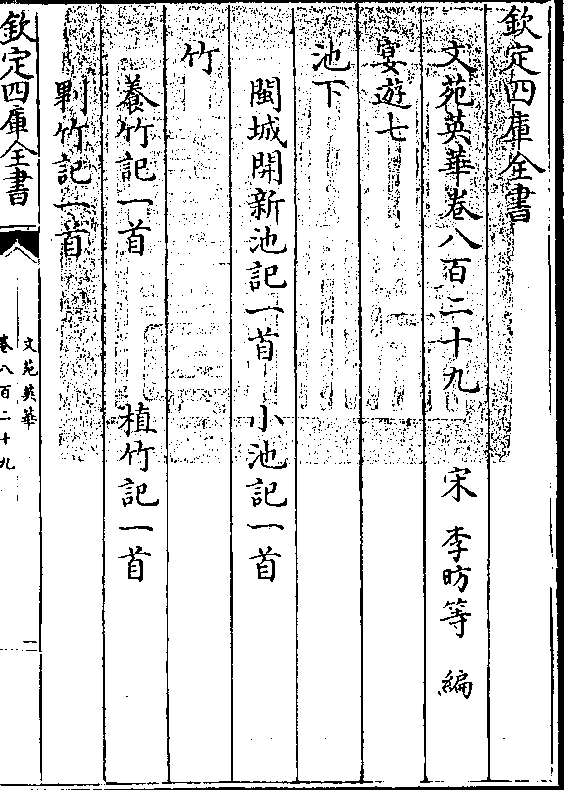 欽定四庫全書
文苑英華卷八百二十九
宋 李昉等 編
宴遊七
池下
閩城開新池記一首 小池記一首
竹
養竹記一首 植竹記一首
剿竹記一首
欽定四庫全書
文苑英華
卷八百二十九
一